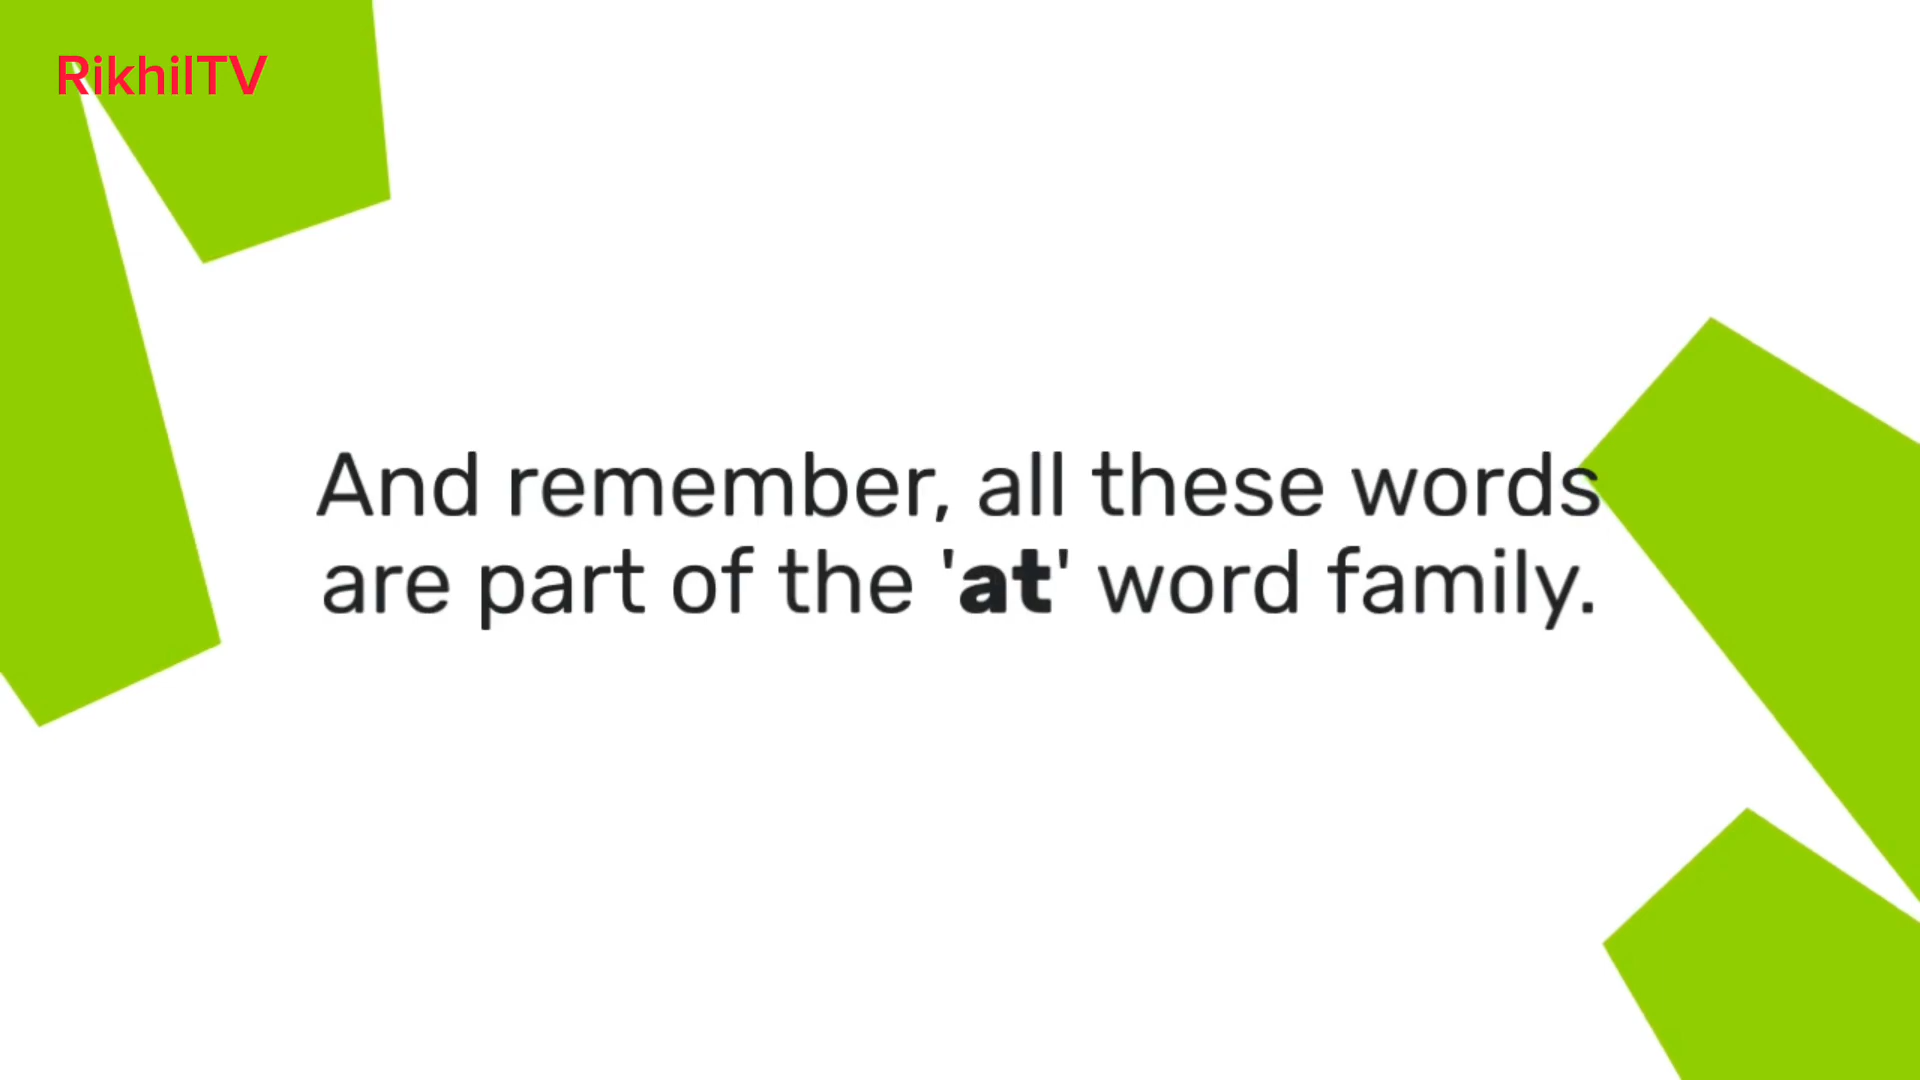 RikhilTV
And remember, all these words
are part of the 'at' word family.